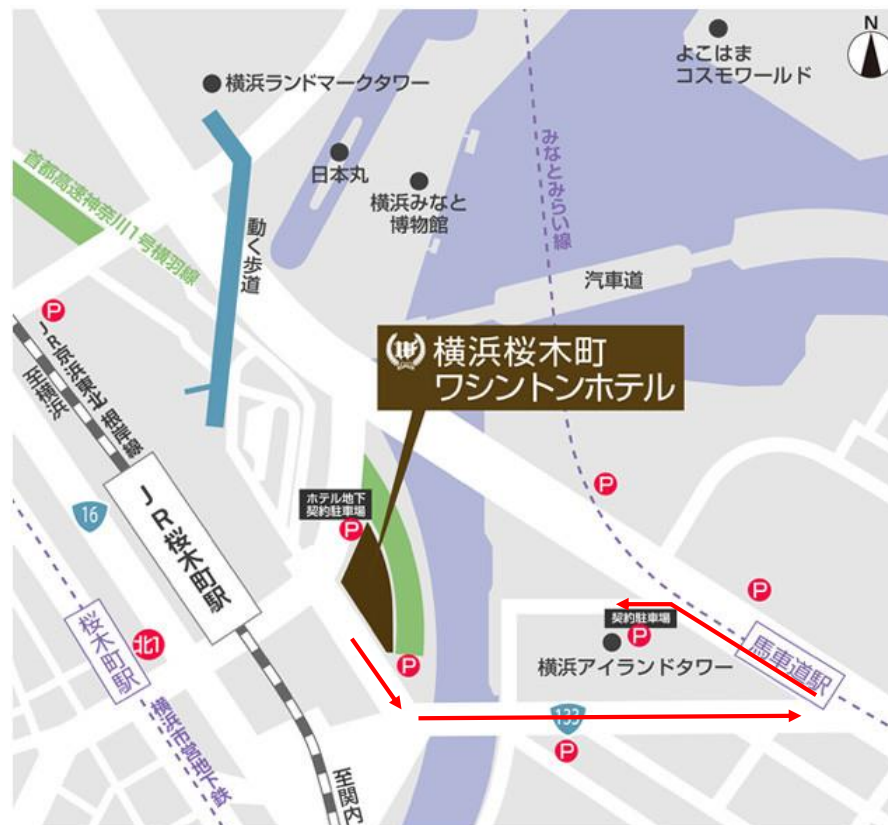 N
よこはま
コスモワールド
横浜ランドマークタワー
みなとみらい線
日本丸
首都高速神奈川1号横羽線
横浜みなと
博物館
動く歩道
汽車道
P
JR京浜東北・根岸線
至横浜
横浜桜木町
ワシントンホテル
P
ホテル地下
契約駐車場
P
16
JR桜木町駅
P
契約駐車場
P
北1
桜木町駅
P
横浜アイランドタワー
馬車道駅
133
P
横浜市営地下鉄
至関内